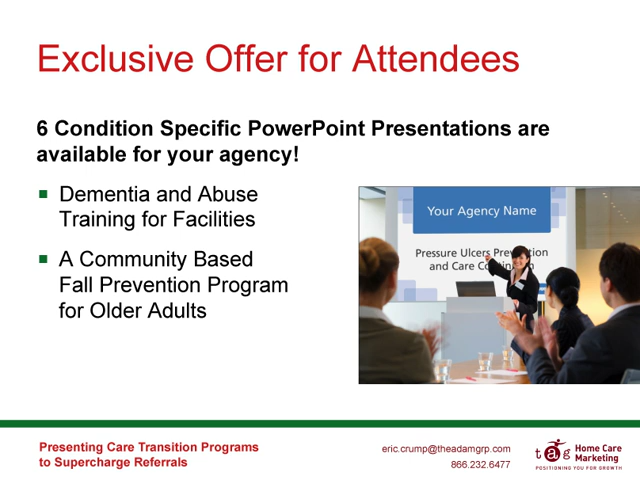 Exclusive Offer for Attendees
6 Condition Specific PowerPoint Presentations are
available for your agency!
Dementia and Abuse
Training for Facilities
A Community Based
Fall Prevention Program
for Older Adults
Your Agency Name
Pressure Ulcers
and Care
Presenting Care Transition Programs
to Supercharge Referrals
eric.crump@theadamgrp.com
866.232.6477
tag Home Care
Marketing
POSITIONING YOU FOR GROWTH